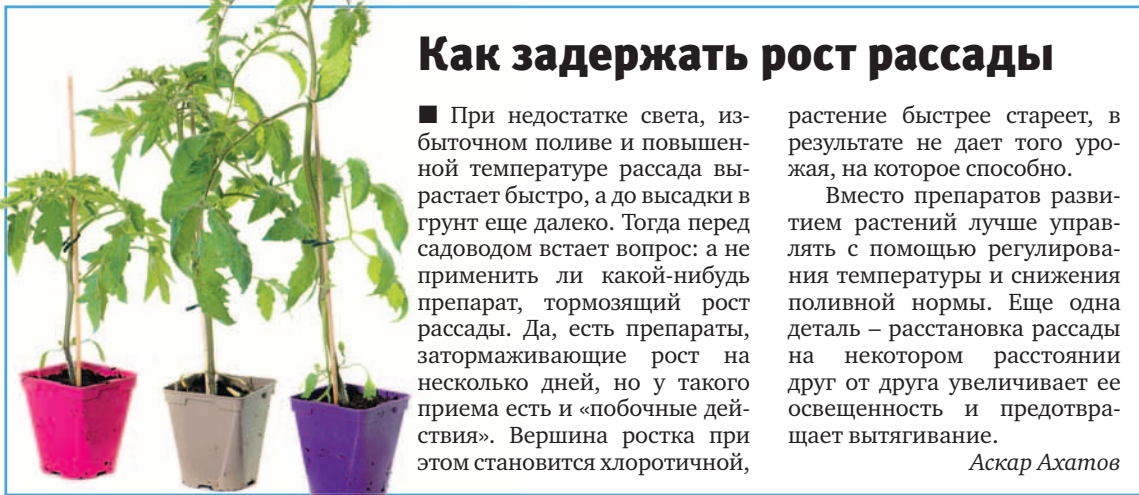 Как задержать рост рассады
■ При недостатке света, из-
быточном поливе и повышен-
ной температуре рассада вы-
растает быстро, а до высадки в
грунт еще далеко. Тогда перед
садоводом встает вопрос: а не
применить ли какой-нибудь
препарат, тормозящий рост
рассады. Да, есть препараты,
затормаживающие рост на
несколько дней, но у такого
приема есть и «побочные дей-
ствия». Вершина ростка при
этом становится хлоротичной,
растение быстрее стареет, в
результате не дает того уро-
жая, на которое способно.
Вместо препаратов разви-
тием растений лучше управ-
лять с помощью регулирова-
ния температуры и снижения
поливной нормы. Еще одна
деталь – расстановка рассады
на некотором расстоянии
друг от друга увеличивает ее
освещенность и предотвра-
щает вытягивание.
Аскар Ахатов